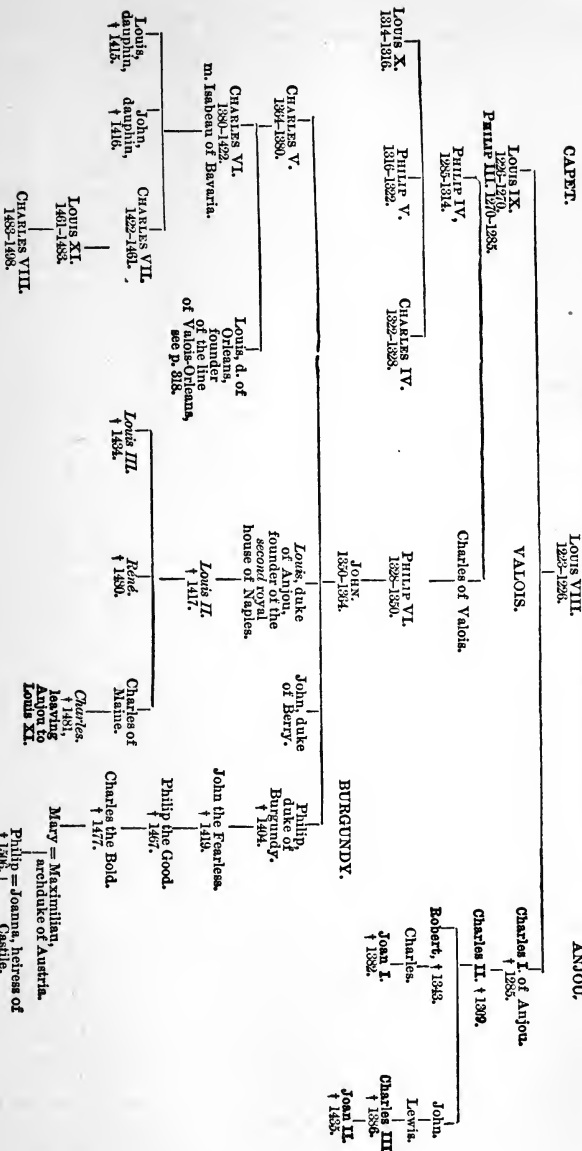 CAPET.
VALOIS.
ANJOU.
LOUIS VIII.
1223–1226.
LOUIS IX.
1226–1270.
PHILIP III. 1270–1285.
PHILIP IV,
1285–1314.
LOUIS X.
1314–1316.
PHILIP V.
1316–1322.
CHARLES IV.
1322–1328.
Charles of Valois.
PHILIP VI.
1328–1350.
JOHN.
1350–1364.
Charles I. of Anjou.
† 1285.
Charles II. † 1309.
Robert, † 1343.
Charles.
Joan I.
† 1382.
John.
Lewis.
Charles III
† 1386.
Joan II.
† 1435.
BURGUNDY.
CHARLES V.
1364–1380.
Louis, duke
of Anjou,
founder of the
second royal
house of Naples.
John, duke
of Berry.
Philip,
duke of
Burgundy.
† 1404.
CHARLES VI.
1380–1422.
m. Isabeau of Bavaria.
Louis, d. of
Orleans,
founder
of the line
of Valois-Orleans,
see p. 318.
Louis II.
† 1417.
John the Fearless.
† 1419.
Philip the Good.
† 1467.
Charles the Bold.
† 1477.
Mary = Maximilian,
archduke of Austria.
Philip = Joanna, heiress of
† 1506. Castile.
Louis,
dauphin,
† 1415.
John,
dauphin,
† 1416.
CHARLES VII.
1422–1461.
LOUIS XI.
1461–1483.
CHARLES VIII.
1483–1498.
Louis III.
† 1434.
Réné.
† 1480.
Charles of
Maine.
Charles.
† 1481,
leaving
Anjou to
Louis XI.